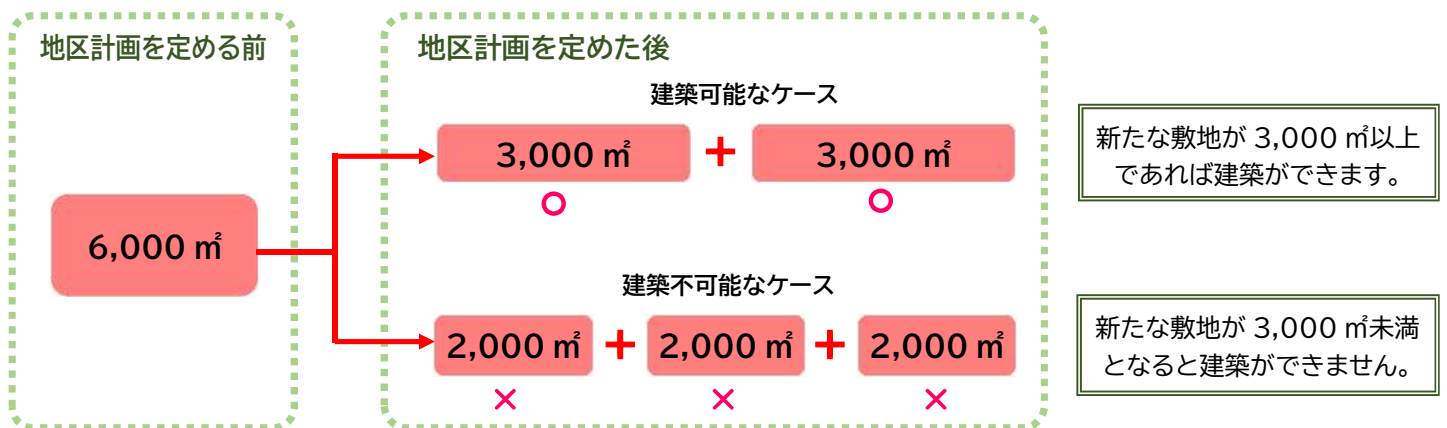 地区計画を定める前
6,000 ㎡
地区計画を定めた後
建築可能なケース
3,000 ㎡ + 3,000 ㎡
○ ○
建築不可能なケース
2,000 ㎡ + 2,000 ㎡ + 2,000 ㎡
× × ×
新たな敷地が 3,000 ㎡以上
であれば建築ができます。
新たな敷地が 3,000 ㎡未満
となると建築ができません。